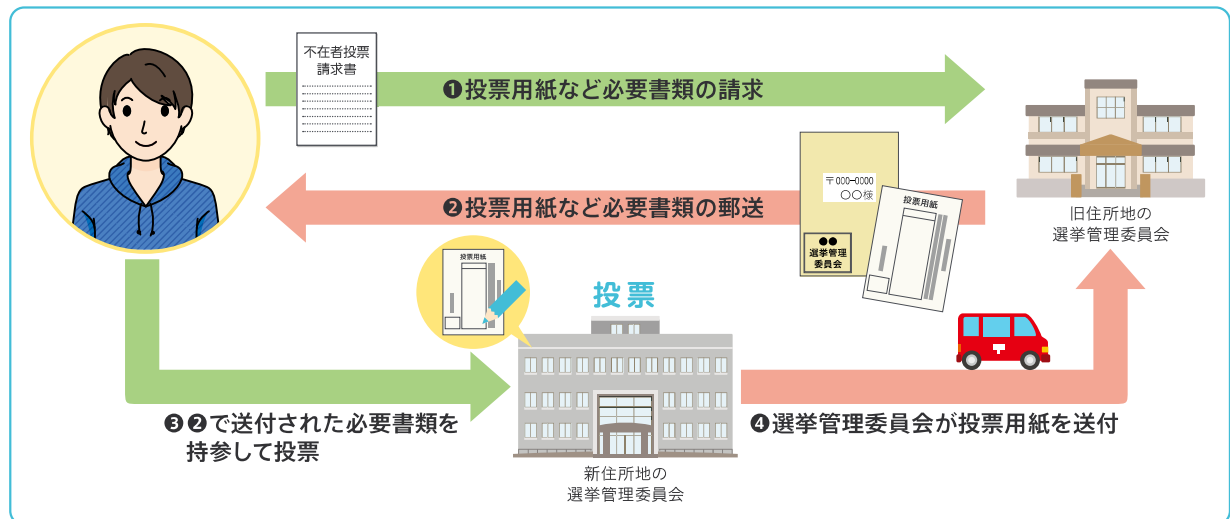 不在者投票
請求書
❶投票用紙など必要書類の請求
〒000-0000
〇〇様
●●
選挙管理
委員会
投票用紙
旧住所地の
選挙管理委員会
❷投票用紙など必要書類の郵送
投票用紙
投票
❸❷で送付された必要書類を
持参して投票
新住所地の
選挙管理委員会
〒
❹選挙管理委員会が投票用紙を送付